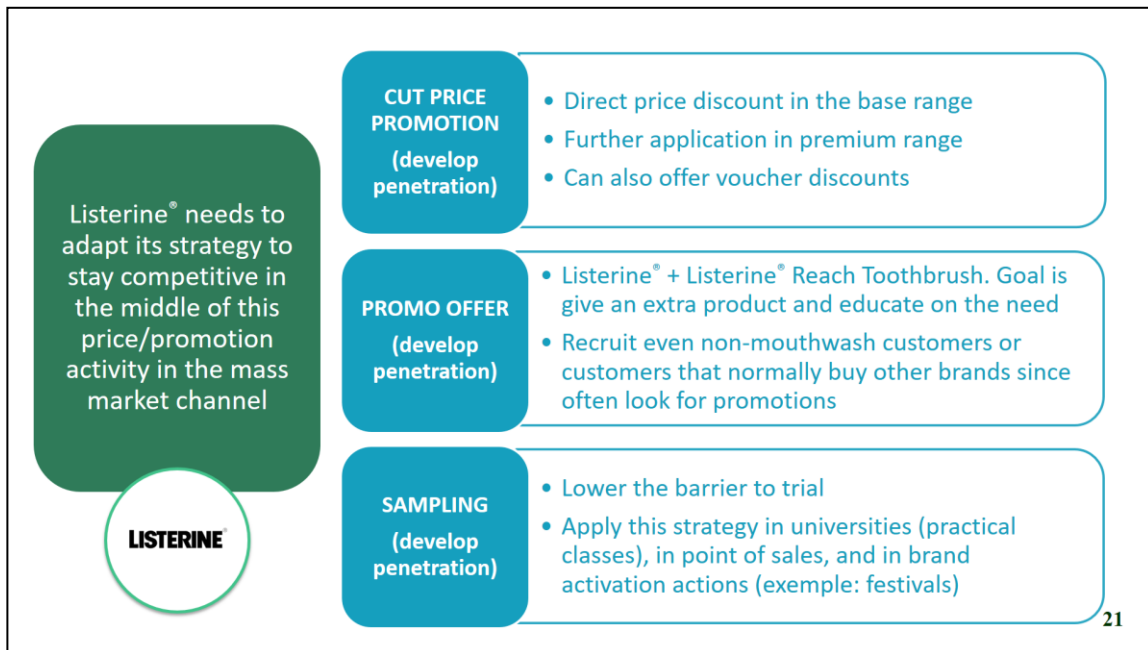 Listerine® needs to
adapt its strategy to
stay competitive in
the middle of this
price/promotion
activity in the mass
market channel
LISTERINE®
CUT PRICE
PROMOTION
(develop
penetration)
• Direct price discount in the base range
• Further application in premium range
• Can also offer voucher discounts
PROMO OFFER
(develop
penetration)
• Listerine® + Listerine® Reach Toothbrush. Goal is
give an extra product and educate on the need
• Recruit even non-mouthwash customers or
customers that normally buy other brands since
often look for promotions
SAMPLING
(develop
penetration)
• Lower the barrier to trial
• Apply this strategy in universities (practical
classes), in point of sales, and in brand
activation actions (exemple: festivals)
21